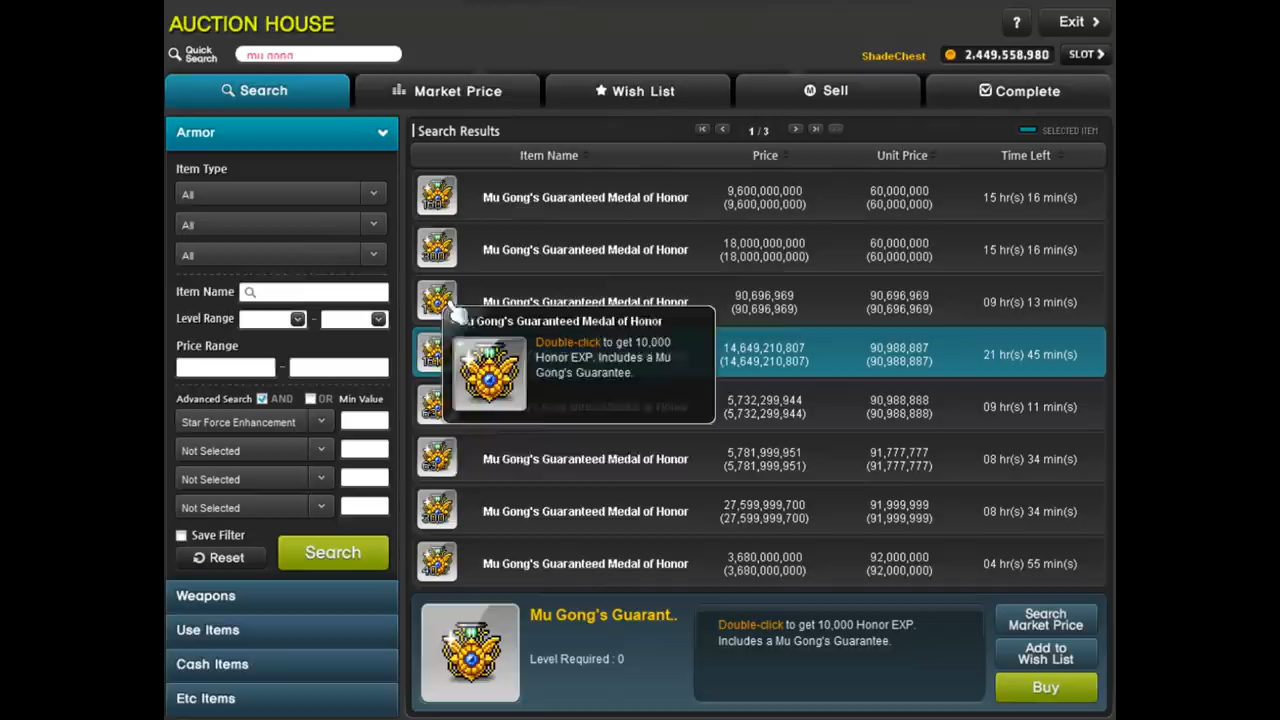 AUCTION HOUSE
?
Exit
Quick
Search
mu gong
ShadeChest
2,449,558,980
SLOT
Search
Market Price
Wish List
Sell
Complete
Armor
Item Type
All
All
All
Item Name
Level Range
Price Range
Advanced Search AND OR Min Value
Star Force Enhancement
Not Selected
Not Selected
Not Selected
Save Filter
Reset
Search
Weapons
Use Items
Cash Items
Etc Items
Search Results
1 / 3
SELECTED ITEM
Item Name Price Unit Price Time Left
Mu Gong's Guaranteed Medal of Honor 9,600,000,000 60,000,000 15 hr(s) 16 min(s)
(9,600,000,000) (60,000,000)
Mu Gong's Guaranteed Medal of Honor 18,000,000,000 60,000,000 15 hr(s) 16 min(s)
(18,000,000,000) (60,000,000)
Mu Gong's Guaranteed Medal of Honor 90,696,969 90,696,969 09 hr(s) 13 min(s)
(90,696,969) (90,696,969)
14,649,210,807 90,988,887 21 hr(s) 45 min(s)
(14,649,210,807) (90,988,887)
5,732,299,944 90,988,888 09 hr(s) 11 min(s)
(5,732,299,944) (90,988,888)
Mu Gong's Guaranteed Medal of Honor 5,781,999,951 91,777,777 08 hr(s) 34 min(s)
(5,781,999,951) (91,777,777)
Mu Gong's Guaranteed Medal of Honor 27,599,999,700 91,999,999 08 hr(s) 34 min(s)
(27,599,999,700) (91,999,999)
Mu Gong's Guaranteed Medal of Honor 3,680,000,000 92,000,000 04 hr(s) 55 min(s)
(3,680,000,000) (92,000,000)
Gong's Guaranteed Medal of Honor
Double-click to get 10,000
Honor EXP. Includes a Mu
Gong's Guarantee.
Mu Gong's Guarant..
Level Required : 0
Double-click to get 10,000 Honor EXP.
Includes a Mu Gong's Guarantee.
Search
Market Price
Add to
Wish List
Buy